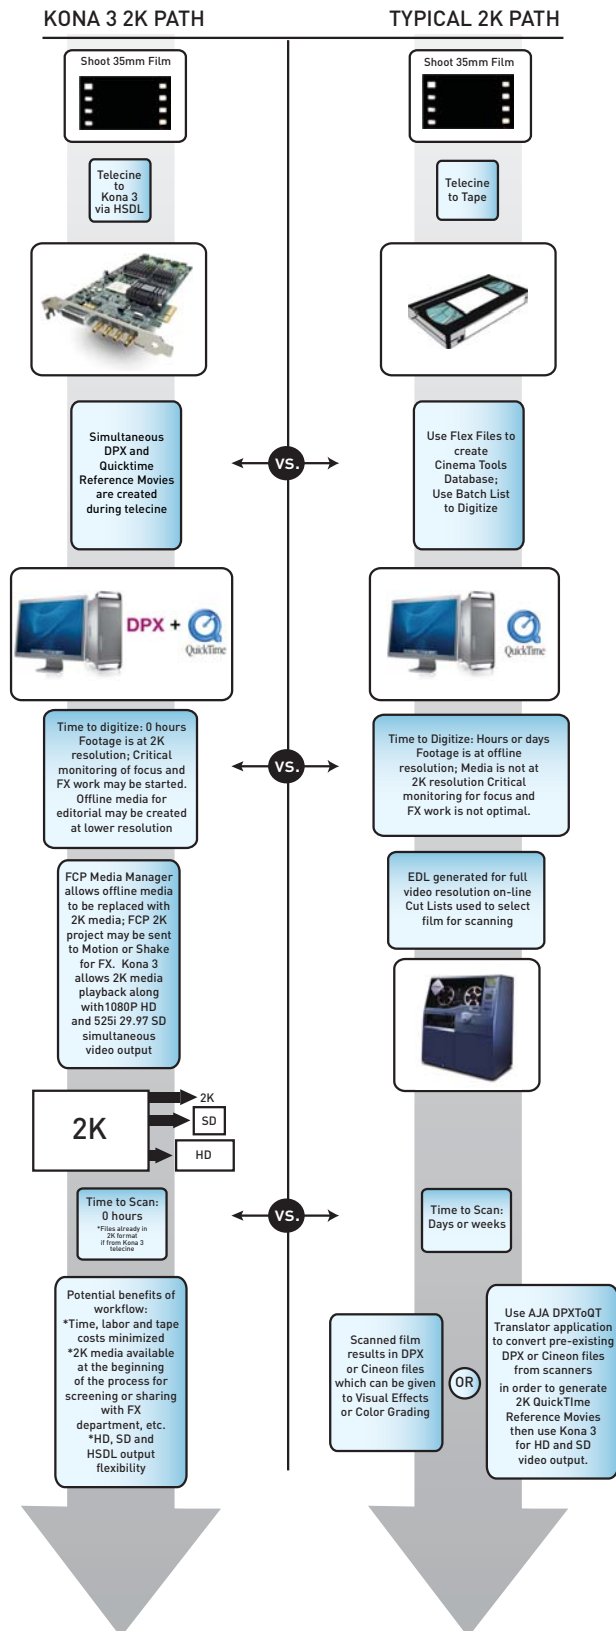 KONA 3 2K PATH
Shoot 35mm Film
Telecine
to
Kona 3
via HSDL
Simultaneous
DPX and
Quicktime
Reference Movies
are created
during telecine
DPX +
QuickTime
Time to digitize: 0 hours
Footage is at 2K
resolution; Critical
monitoring of focus and
FX work may be started.
Offline media for
editorial may be created
at lower resolution
FCP Media Manager
allows offline media
to be replaced with
2K media; FCP 2K
project may be sent
to Motion or Shake
for FX. Kona 3
allows 2K media
playback along
with1080P HD
and 525i 29.97 SD
simultaneous
video output
2K
2K
SD
HD
Time to Scan:
0 hours
*Files already in
2K format
if from Kona 3
telecine
Potential benefits of
workflow:
*Time, labor and tape
costs minimized
*2K media available
at the beginning
of the process for
screening or sharing
with FX
department, etc.
*HD, SD and
HSDL output
flexibility
vs.
vs.
vs.
TYPICAL 2K PATH
Shoot 35mm Film
Telecine
to Tape
Use Flex Files to
create
Cinema Tools
Database;
Use Batch List
to Digitize
QuickTime
Time to Digitize: Hours or days
Footage is at offline
resolution; Media is not at
2K resolution Critical
monitoring for focus and
FX work is not optimal.
EDL generated for full
video resolution on-line
Cut Lists used to select
film for scanning
Time to Scan:
Days or weeks
Scanned film
results in DPX
or Cineon files
which can be given
to Visual Effects
or Color Grading
OR
Use AJA DPXToQT
Translator application
to convert pre-existing
DPX or Cineon files
from scanners
in order to generate
2K QuickTIme
Reference Movies
then use Kona 3
for HD and SD
video output.